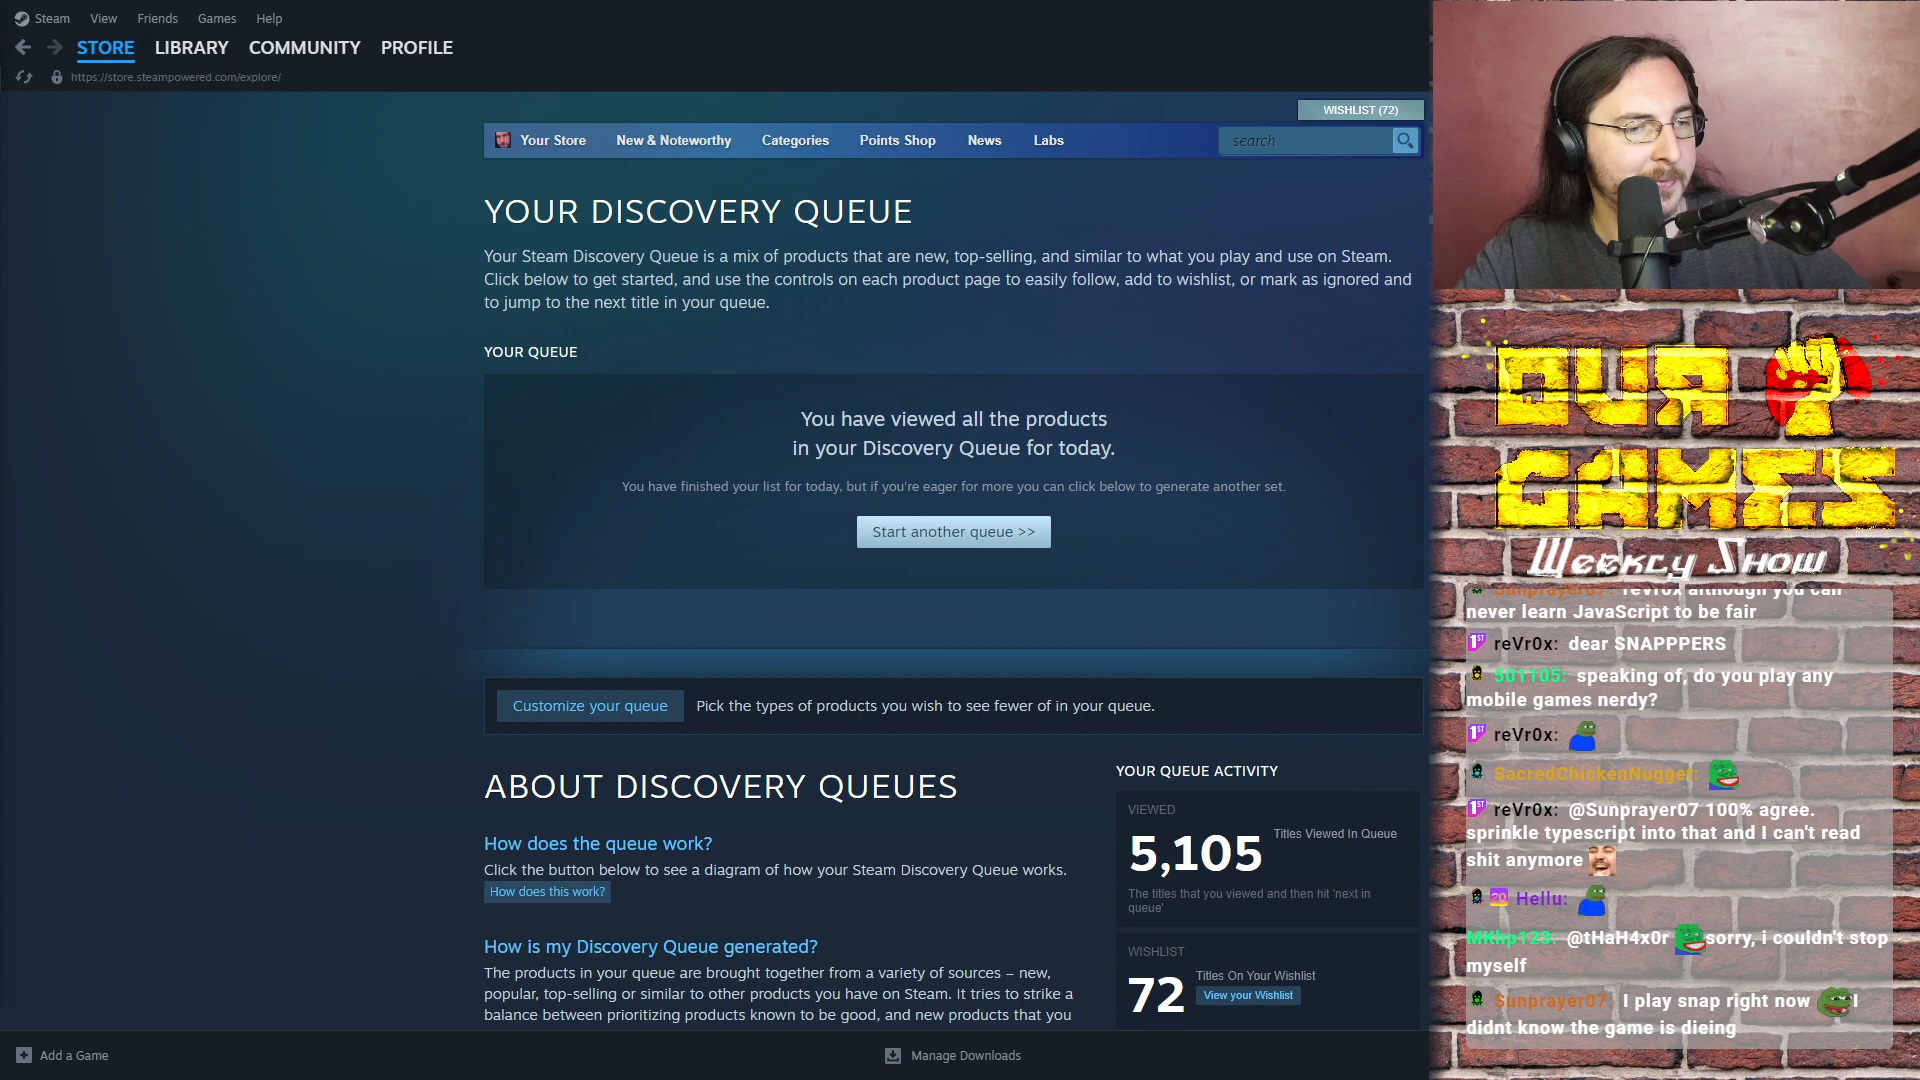 Steam View Friends Games Help
STORE LIBRARY COMMUNITY PROFILE
https://store.steampowered.com/explore/
WISHLIST (72)
Your Store New & Noteworthy Categories Points Shop News Labs search
YOUR DISCOVERY QUEUE
Your Steam Discovery Queue is a mix of products that are new, top-selling, and similar to what you play and use on Steam.
Click below to get started, and use the controls on each product page to easily follow, add to wishlist, or mark as ignored and
to jump to the next title in your queue.
YOUR QUEUE
You have viewed all the products
in your Discovery Queue for today.
You have finished your list for today, but if you're eager for more you can click below to generate another set.
Start another queue >>
Customize your queue Pick the types of products you wish to see fewer of in your queue.
ABOUT DISCOVERY QUEUES
How does the queue work?
Click the button below to see a diagram of how your Steam Discovery Queue works.
How does this work?
How is my Discovery Queue generated?
The products in your queue are brought together from a variety of sources – new,
popular, top-selling or similar to other products you have on Steam. It tries to strike a
balance between prioritizing products known to be good, and new products that you
YOUR QUEUE ACTIVITY
VIEWED
5,105 Titles Viewed In Queue
The titles that you viewed and then hit 'next in
queue'
WISHLIST
72 Titles On Your Wishlist
View your Wishlist
Add a Game
Manage Downloads
OUR
GAMES
Weekly Show
Sunprayer07: reVr0x although you can
never learn JavaScript to be fair
1ST reVr0x: dear SNAPPPERS
501105: speaking of, do you play any
mobile games nerdy?
1ST reVr0x:
SacredChickenNugget:
1ST reVr0x: @Sunprayer07 100% agree.
sprinkle typescript into that and I can't read
shit anymore
Hellu:
MKhp123: @tHaH4x0r sorry, i couldn't stop
myself
Sunprayer07: I play snap right now I
didnt know the game is dieing